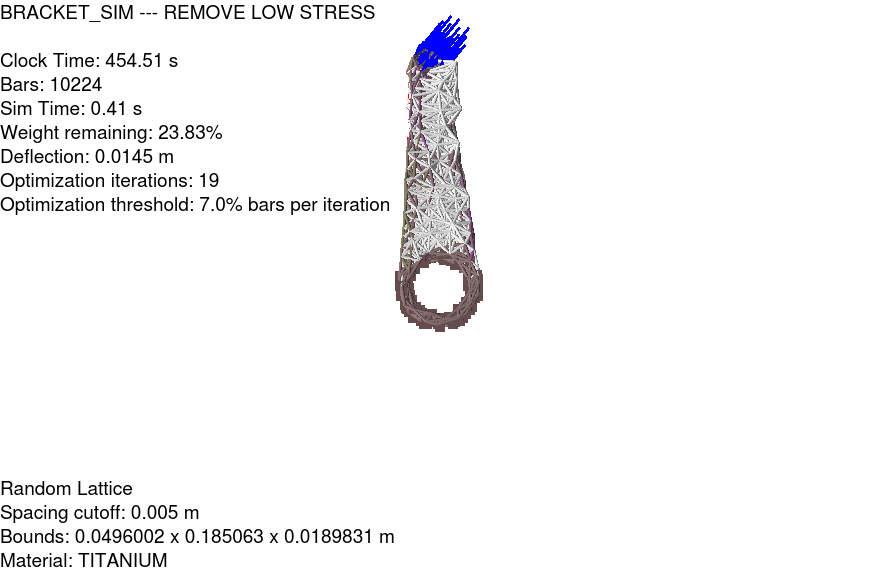 BRACKET_SIM --- REMOVE LOW STRESS
Clock Time: 454.51 s
Bars: 10224
Sim Time: 0.41 s
Weight remaining: 23.83%
Deflection: 0.0145 m
Optimization iterations: 19
Optimization threshold: 7.0% bars per iteration
Random Lattice
Spacing cutoff: 0.005 m
Bounds: 0.0496002 x 0.185063 x 0.0189831 m
Material: TITANIUM